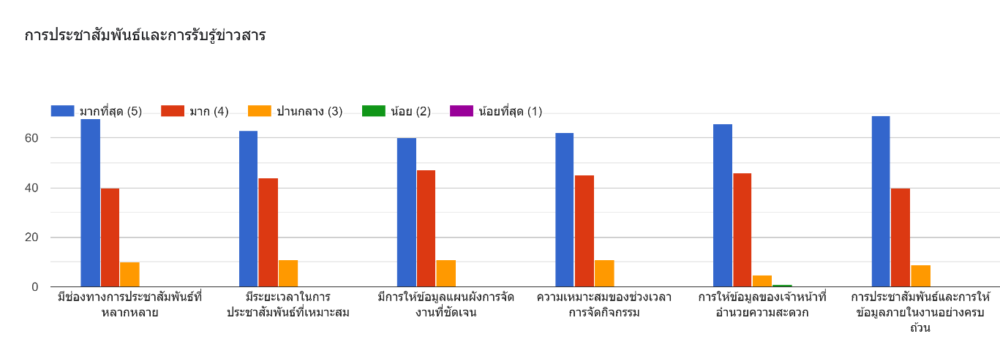 การประชาสัมพันธ์และการรับรู้ข่าวสาร
มากที่สุด (5) มาก (4) ปานกลาง (3) น้อย (2) น้อยที่สุด (1)
60
40
20
0
มีช่องทางการประชาสัมพันธ์ที่
หลากหลาย
มีระยะเวลาในการ
ประชาสัมพันธ์ที่เหมาะสม
มีการให้ข้อมูลแผนผังการจัด
งานที่ชัดเจน
ความเหมาะสมของช่วงเวลา
การจัดกิจกรรม
การให้ข้อมูลของเจ้าหน้าที่
อำนวยความสะดวก
การประชาสัมพันธ์และการให้
ข้อมูลภายในงานอย่างครบ
ถ้วน